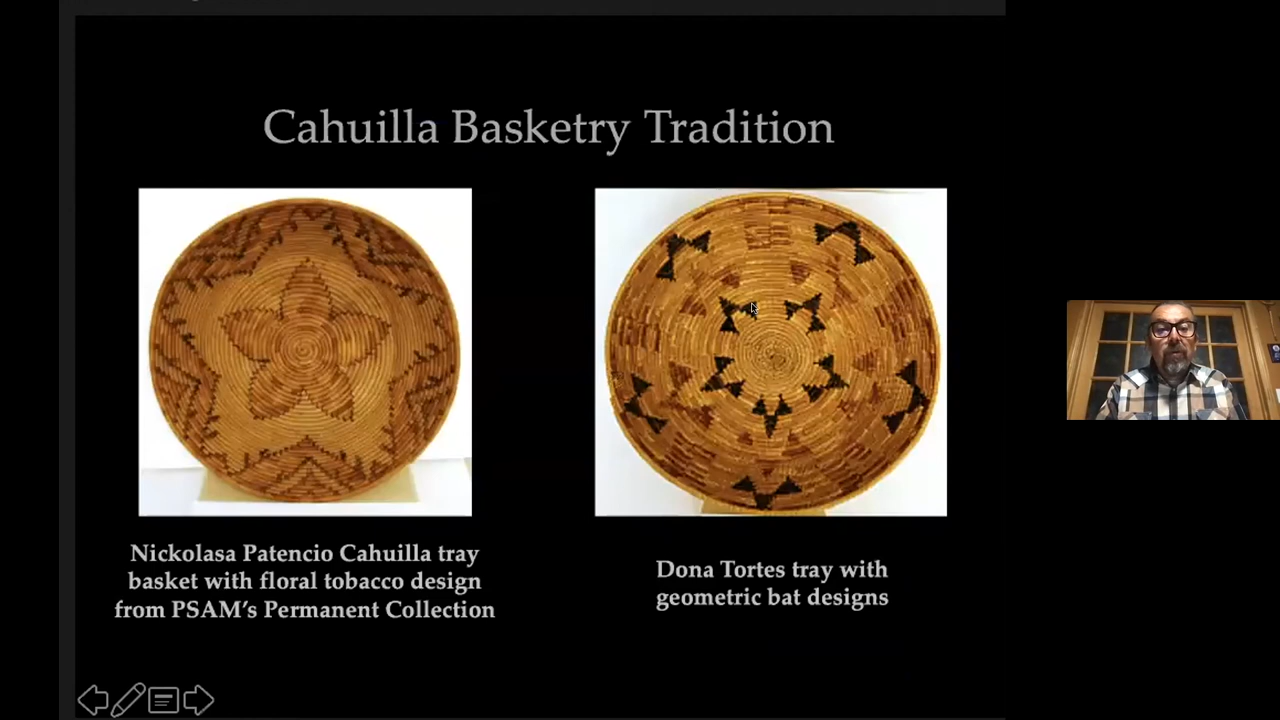 Cahuilla Basketry Tradition
Nickolasa Patencio Cahuilla tray
basket with floral tobacco design
from PSAM’s Permanent Collection
Dona Tortes tray with
geometric bat designs